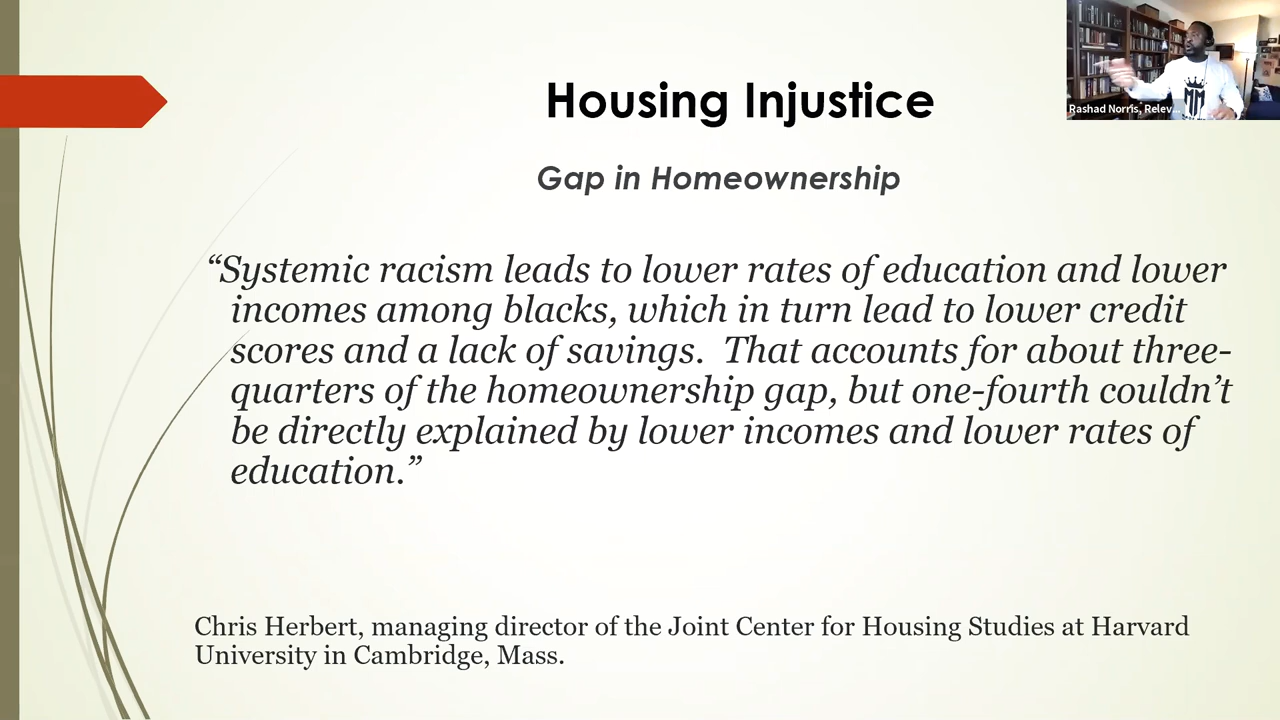 Housing Injustice
Rashad Norris, Relev...
Gap in Homeownership
“Systemic racism leads to lower rates of education and lower
incomes among blacks, which in turn lead to lower credit
scores and a lack of savings.  That accounts for about three-
quarters of the homeownership gap, but one-fourth couldn’t
be directly explained by lower incomes and lower rates of
education.”
Chris Herbert, managing director of the Joint Center for Housing Studies at Harvard
University in Cambridge, Mass.